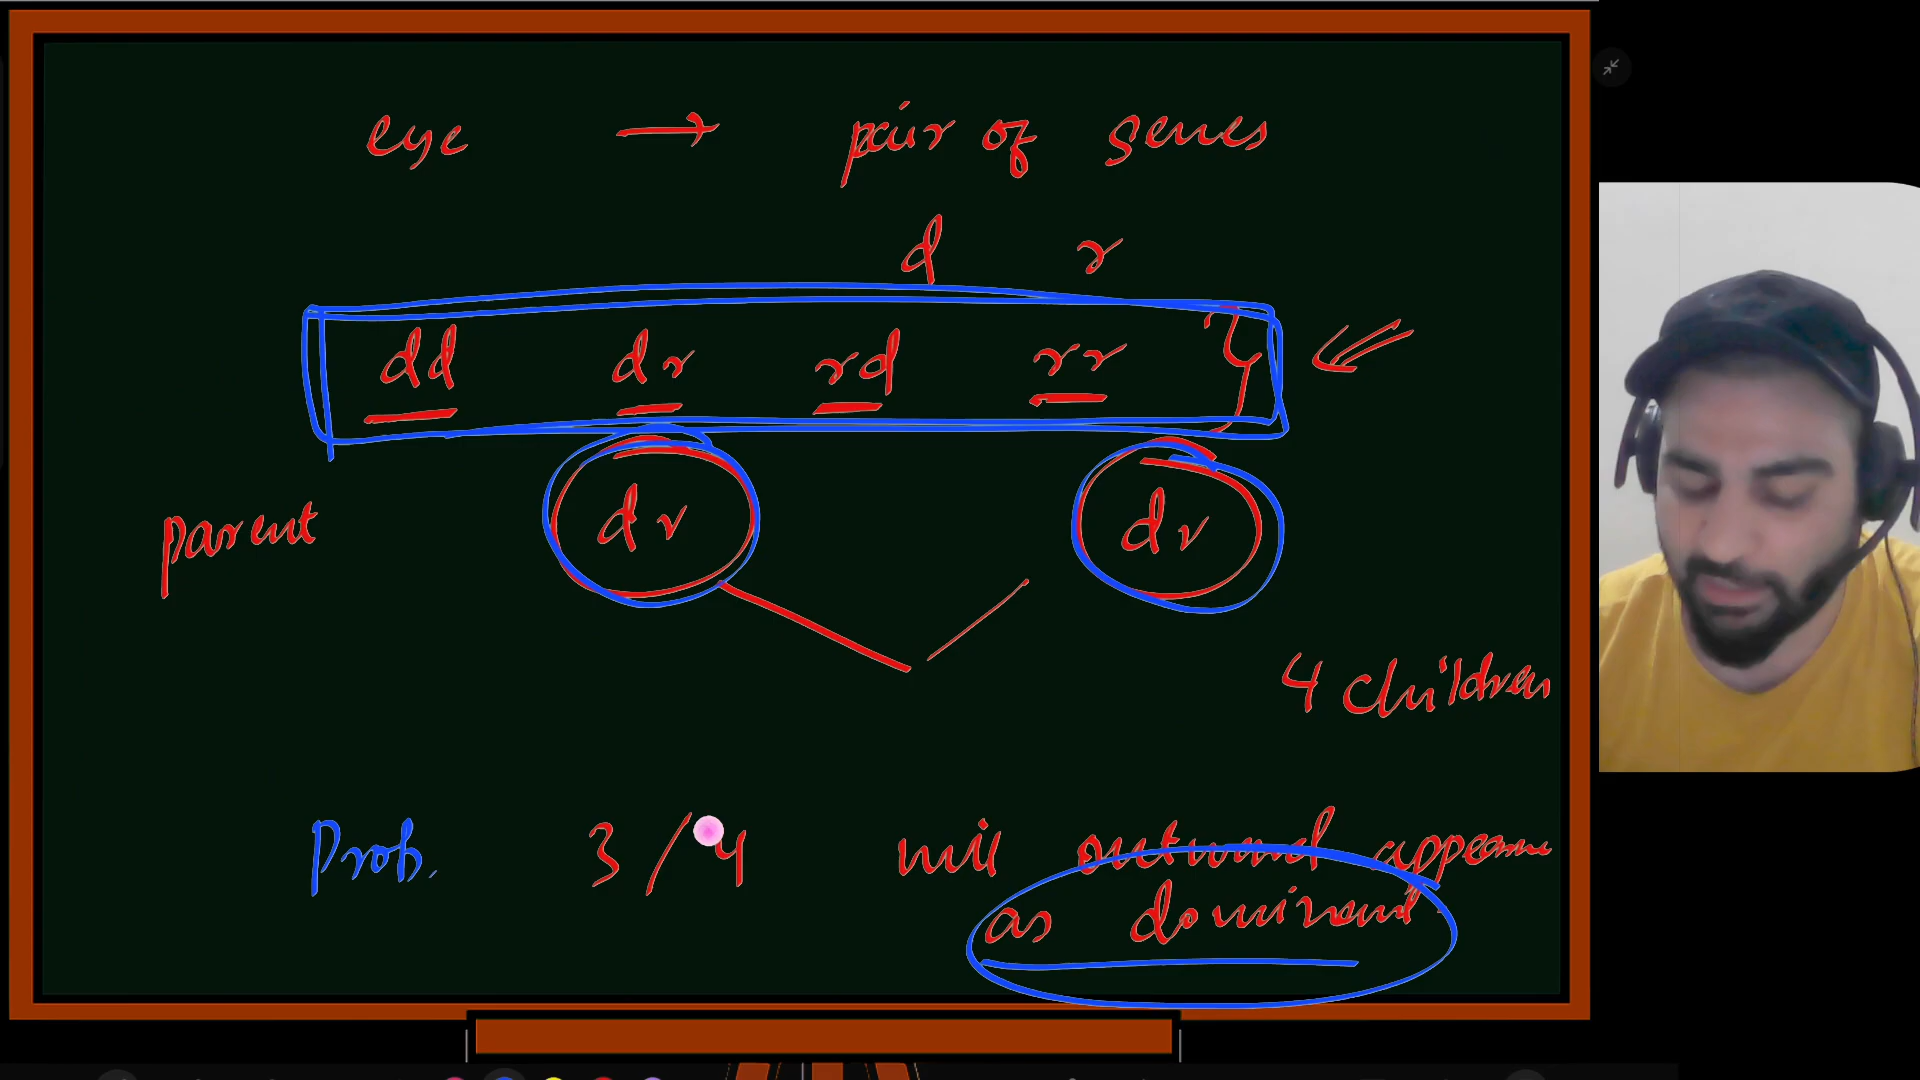 eye → pair of genes
d r
dd dr rd rr }
parent dr dr
4 children
Prob. 3/4 will outward appearance
as dominant